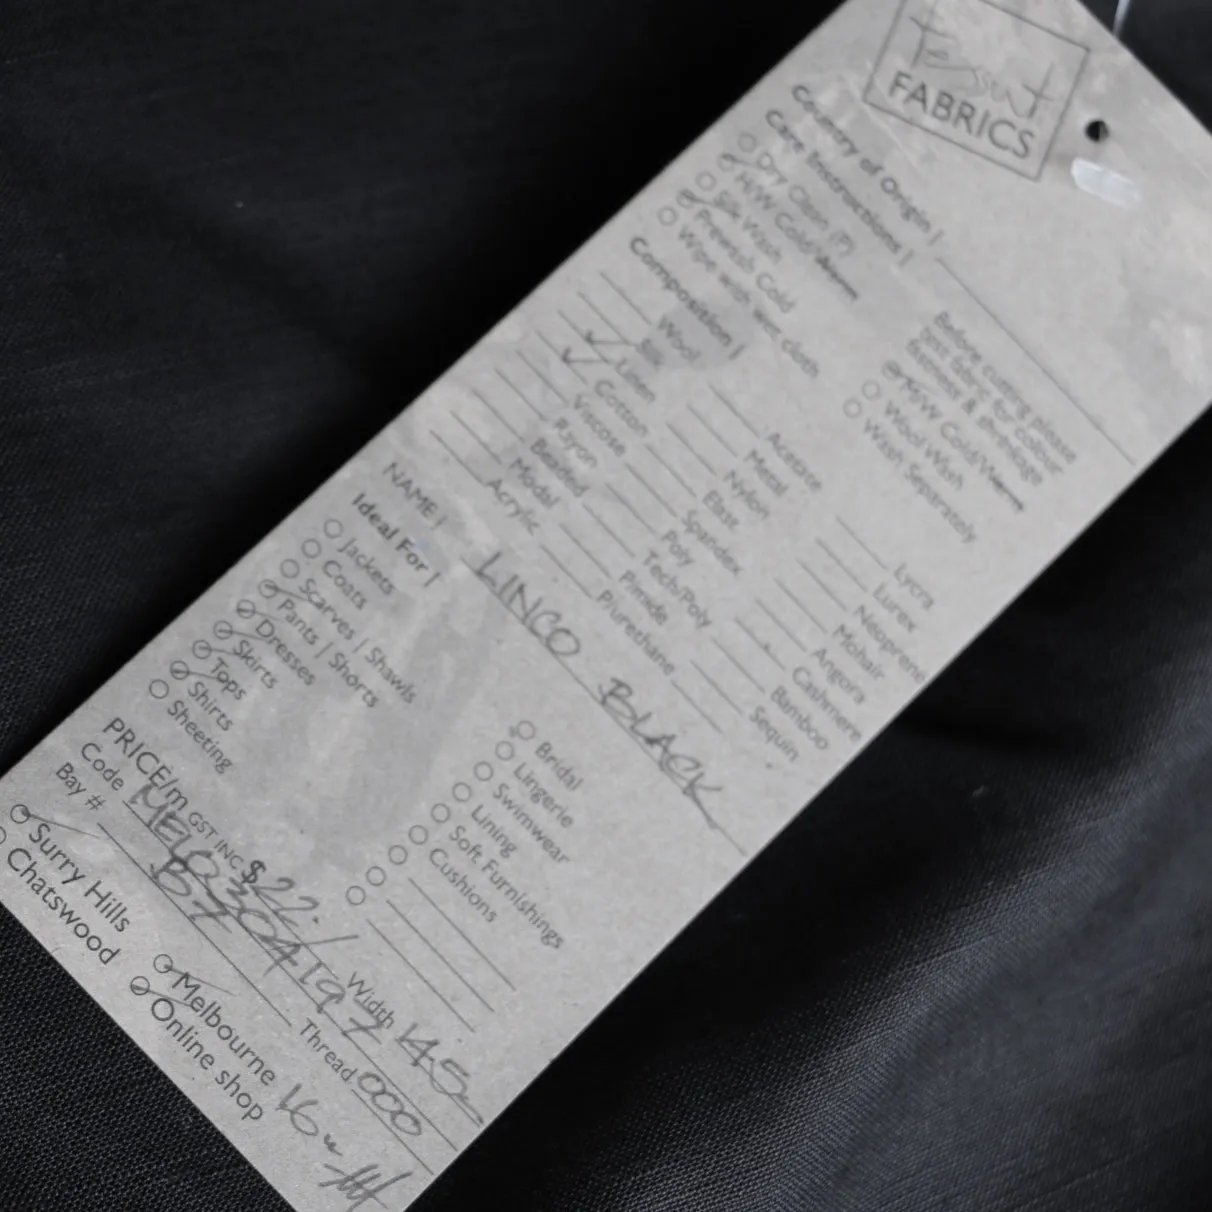 Tessuti
FABRICS
Country of Origin |
Care Instructions |
Dry Clean (P)
H/W Cold/Warm
Silk Wash
Prewash Cold
Wipe with wet cloth
Before cutting please
test fabric for colour
fastness & shrinkage
M/W Cold/Warm
Wool Wash
Wash Separately
Composition |
Wool
Silk
Linen
Cotton
Viscose
Rayon
Beaded
Modal
Acrylic
Acetate
Metal
Nylon
Elast
Spandex
Poly
Tech/Poly
P/urethane
Lycra
Lurex
Neoprene
Mohair
Angora
Cashmere
Bamboo
Sequin
NAME | LINCO BLACK
Ideal For |
Jackets
Coats
Scarves | Shawls
Pants | Shorts
Dresses
Skirts
Tops
Shirts
Sheeting
Bridal
Lingerie
Swimwear
Lining
Soft Furnishings
Cushions
PRICE/m GST INC $22. Width 145
Code
Bay # Thread 000
Surry Hills
Chatswood
Melbourne
Online shop